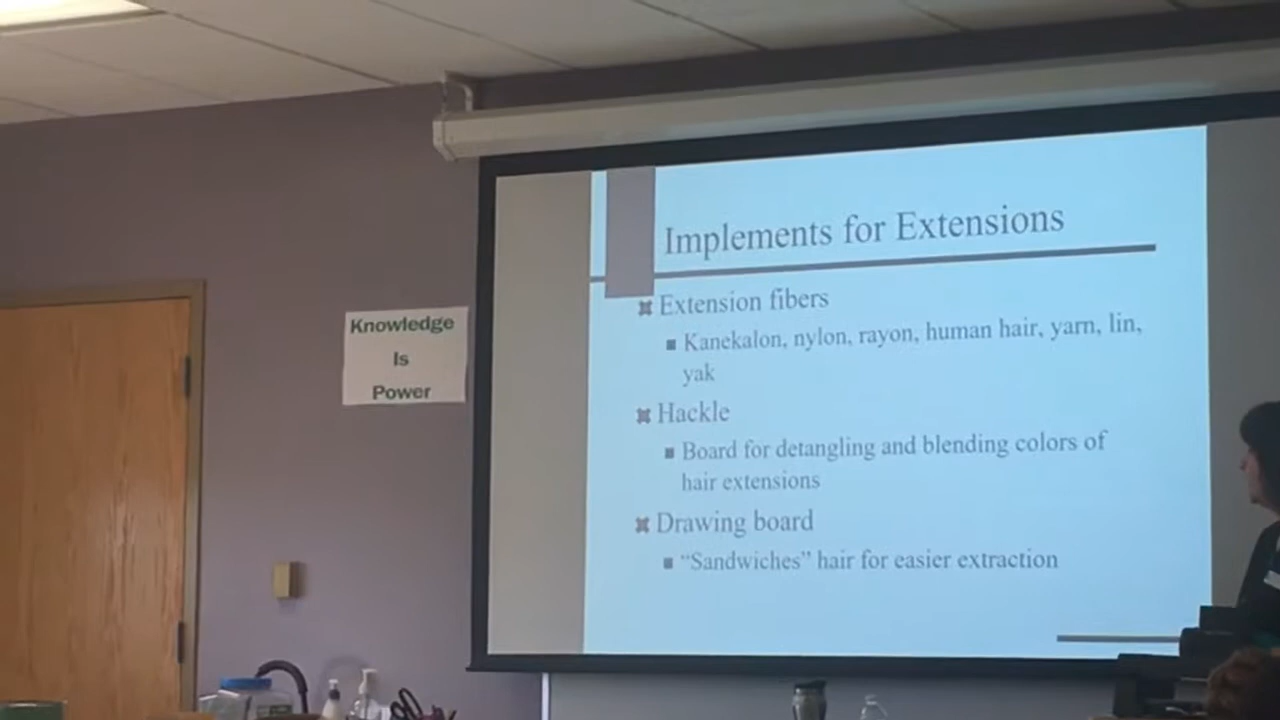 Knowledge
Is
Power
Implements for Extensions
Extension fibers
Kanekalon, nylon, rayon, human hair, yarn, lin,
yak
Hackle
Board for detangling and blending colors of
hair extensions
Drawing board
“Sandwiches” hair for easier extraction